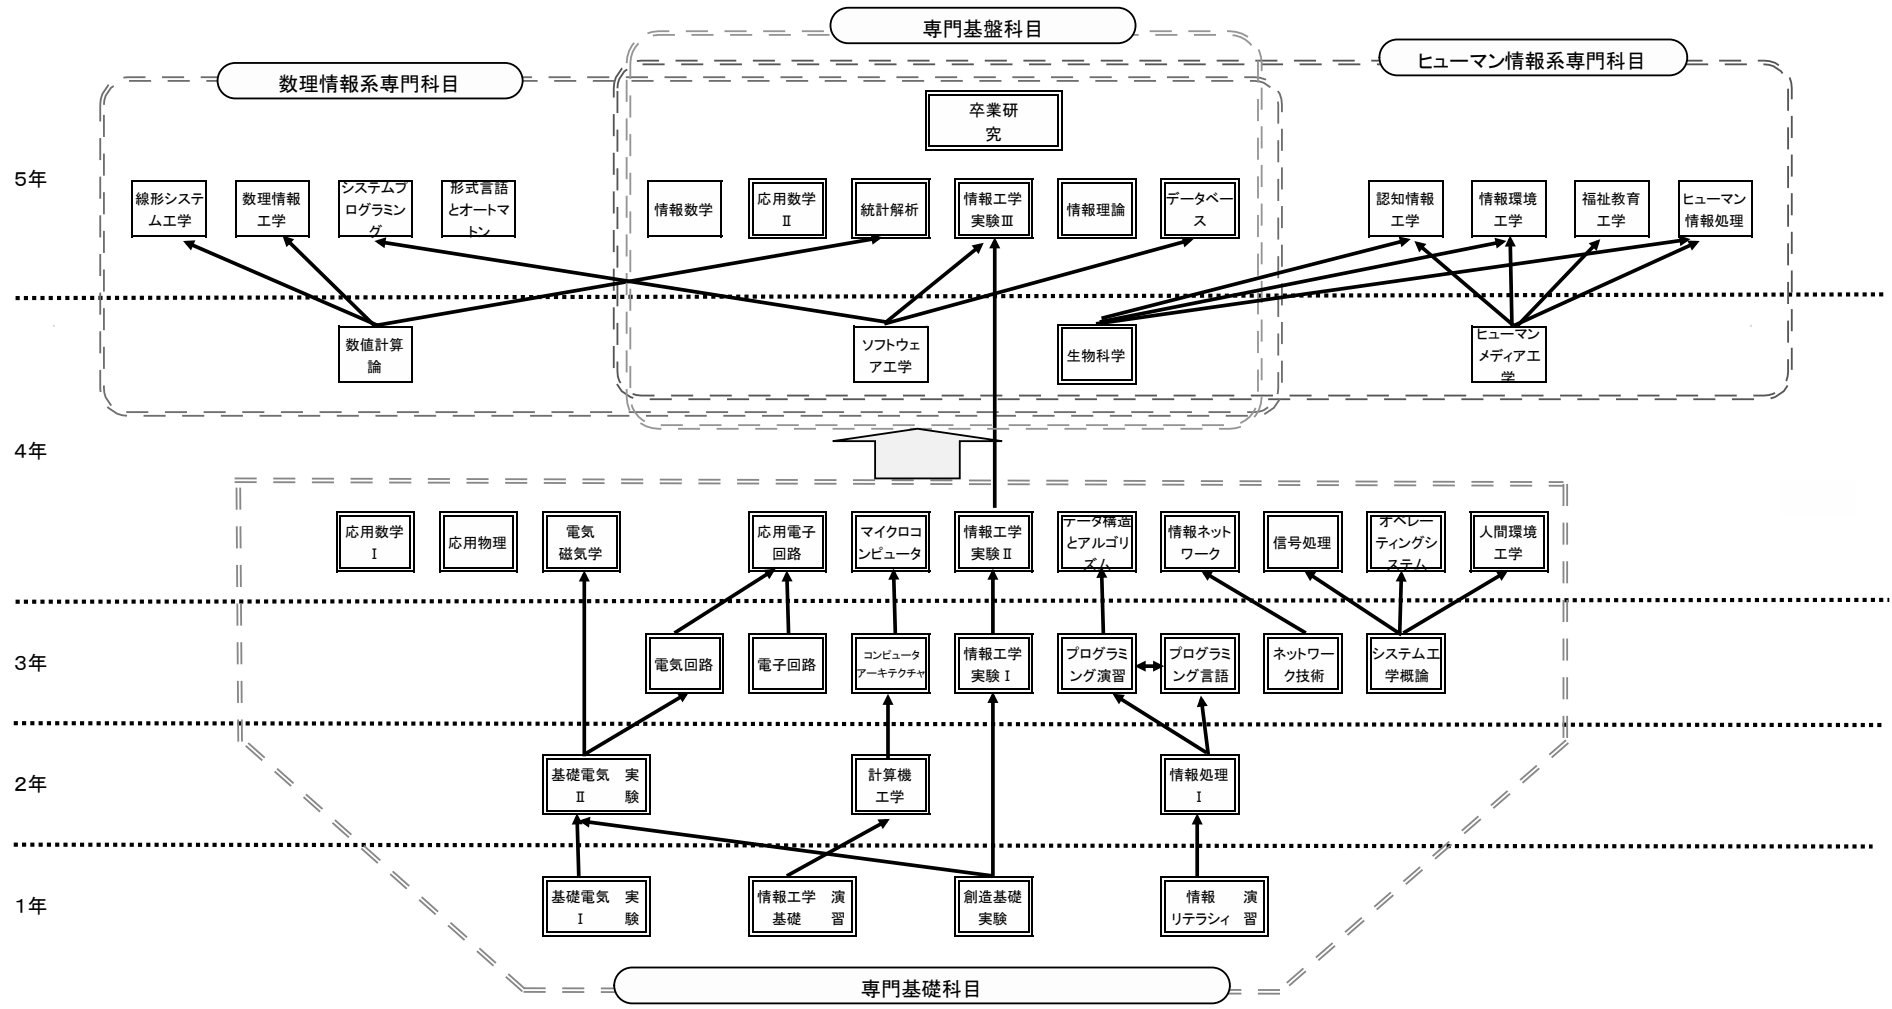 専門基盤科目
数理情報系専門科目
ヒューマン情報系専門科目
卒業研
究
5年
線形システ
ム工学
数理情報
工学
システムプ
ログラミン
グ
形式言語
とオートマ
トン
情報数学
応用数学
Ⅱ
統計解析
情報工学
実験Ⅲ
情報理論
データベー
ス
認知情報
工学
情報環境
工学
福祉教育
工学
ヒューマン
情報処理
数値計算
論
ソフトウェ
ア工学
生物科学
ヒューマン
メディア工
学
4年
応用数学
Ⅰ
応用物理
電気
磁気学
応用電子
回路
マイクロコ
ンピュータ
情報工学
実験Ⅱ
データ構造
とアルゴリ
ズム
情報ネット
ワーク
信号処理
オペレー
ティングシ
ステム
人間環境
工学
3年
電気回路
電子回路
コンピュータ
アーキテクチャ
情報工学
実験Ⅰ
プログラミ
ング演習
プログラミ
ング言語
ネットワー
ク技術
システム工
学概論
2年
基礎電気　実
Ⅱ　験
計算機
工学
情報処理
Ⅰ
1年
基礎電気　実
Ⅰ　験
情報工学　演
基礎　習
創造基礎
実験
情報　演
リテラシィ　習
専門基礎科目